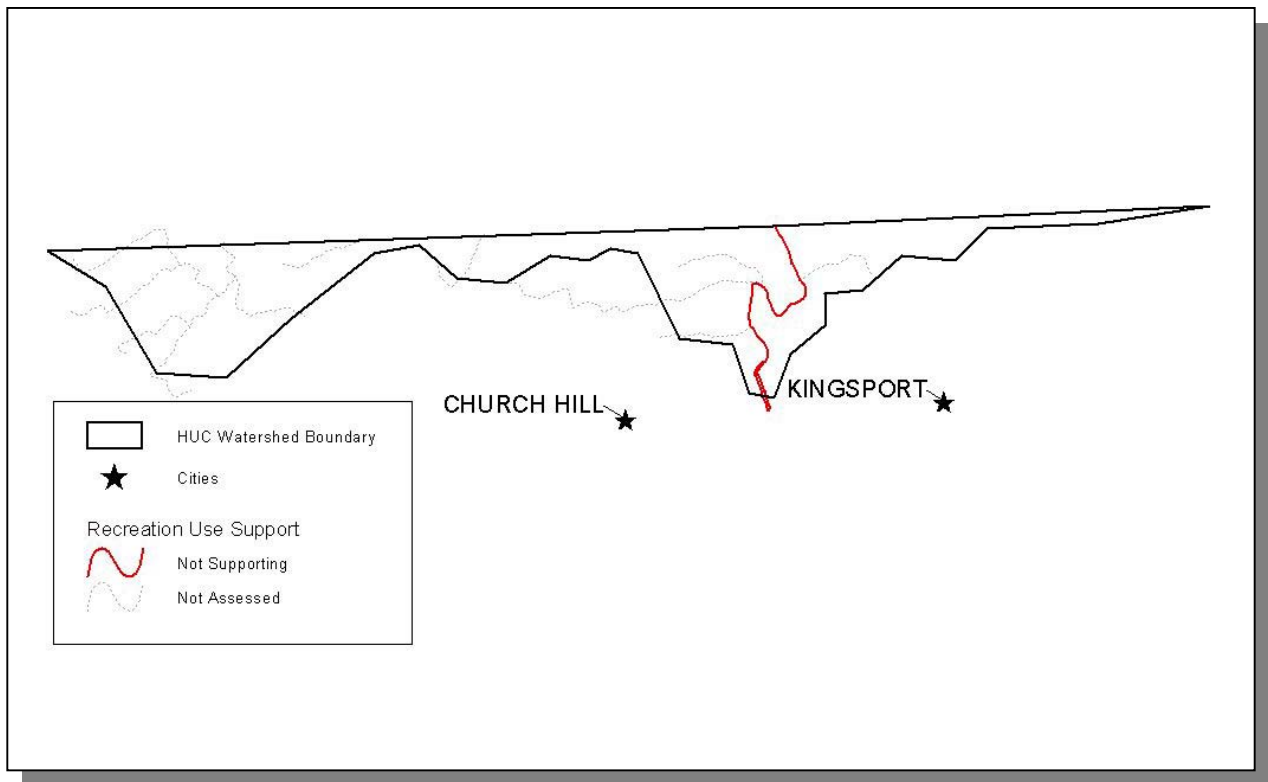 CHURCH HILL
KINGSPORT
HUC Watershed Boundary
Cities
Recreation Use Support
Not Supporting
Not Assessed